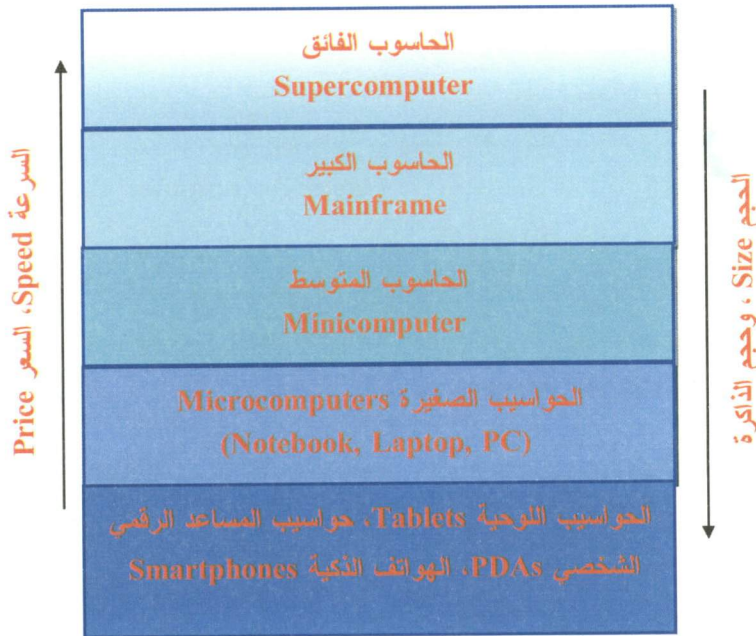 الحاسوب الفائق
Supercomputer
الحاسوب الكبير
Mainframe
الحاسوب المتوسط
Minicomputer
الحواسيب الصغيرة Microcomputers
(Notebook, Laptop, PC)
الحواسيب اللوحية Tablets، حواسيب المساعد الرقمي
الشخصي PDAs، الهواتف الذكية Smartphones
السرعة Speed، السعر Price
الحجم Size ، وحجم الذاكرة